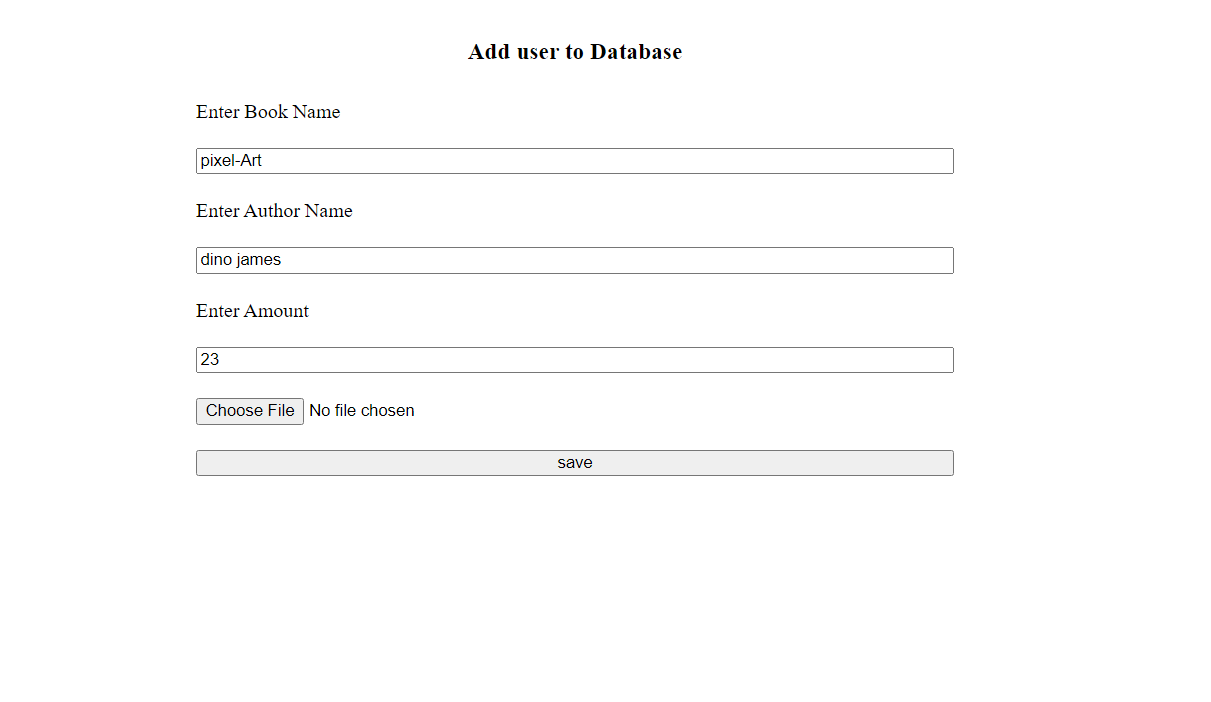 Add user to Database
Enter Book Name
pixel-Art
Enter Author Name
dino james
Enter Amount
23
Choose File No file chosen
save